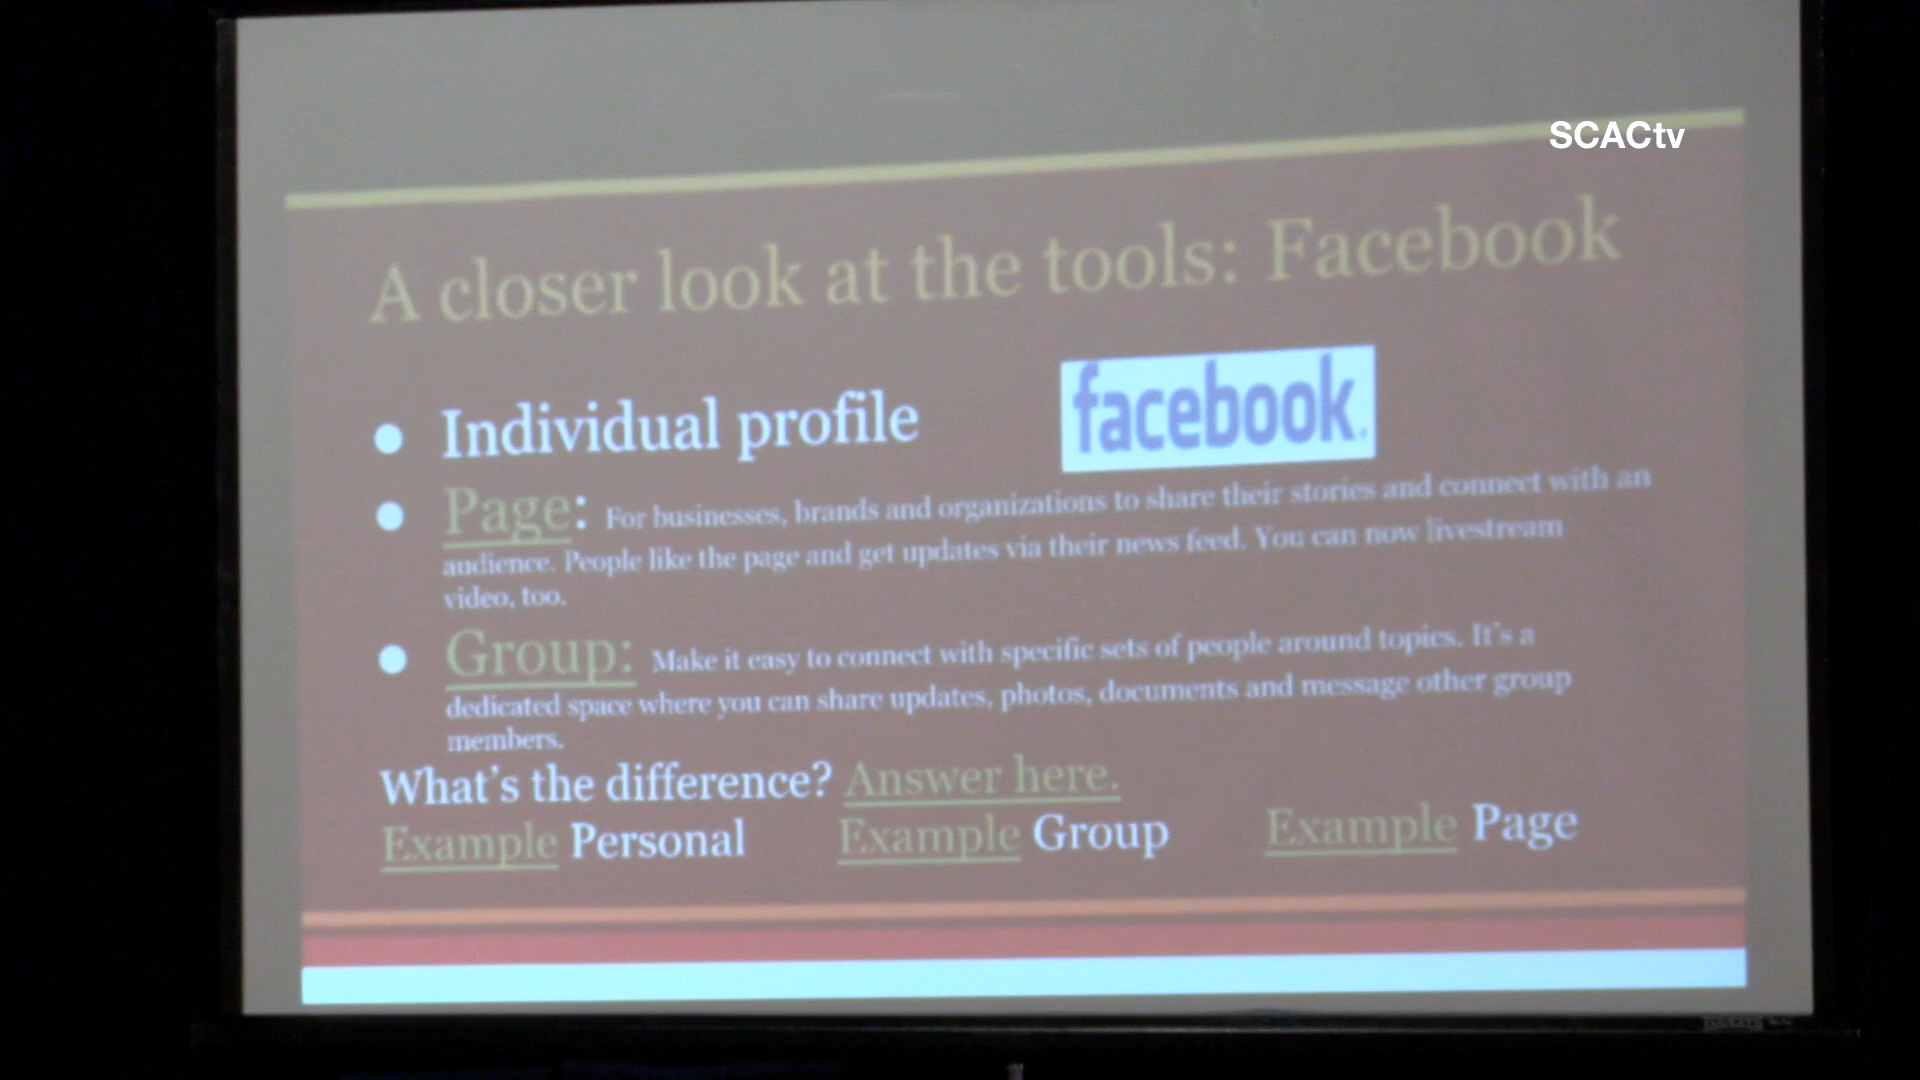 SCACtv
A closer look at the tools: Facebook
facebook.
● Individual profile
● Page: For businesses, brands and organizations to share their stories and connect with an
audience. People like the page and get updates via their news feed. You can now livestream
video, too.
● Group: Make it easy to connect with specific sets of people around topics. It's a
dedicated space where you can share updates, photos, documents and message other group
members.
What's the difference? Answer here.
Example Personal Example Group Example Page